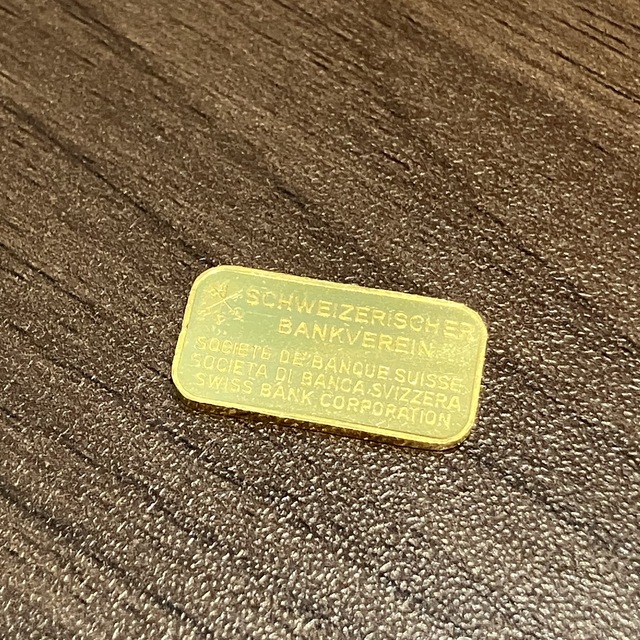 SCHWEIZERISCHER
BANKVEREIN
SOCIETE DE BANQUE SUISSE
SOCIETA DI BANCA SVIZZERA
SWISS BANK CORPORATION